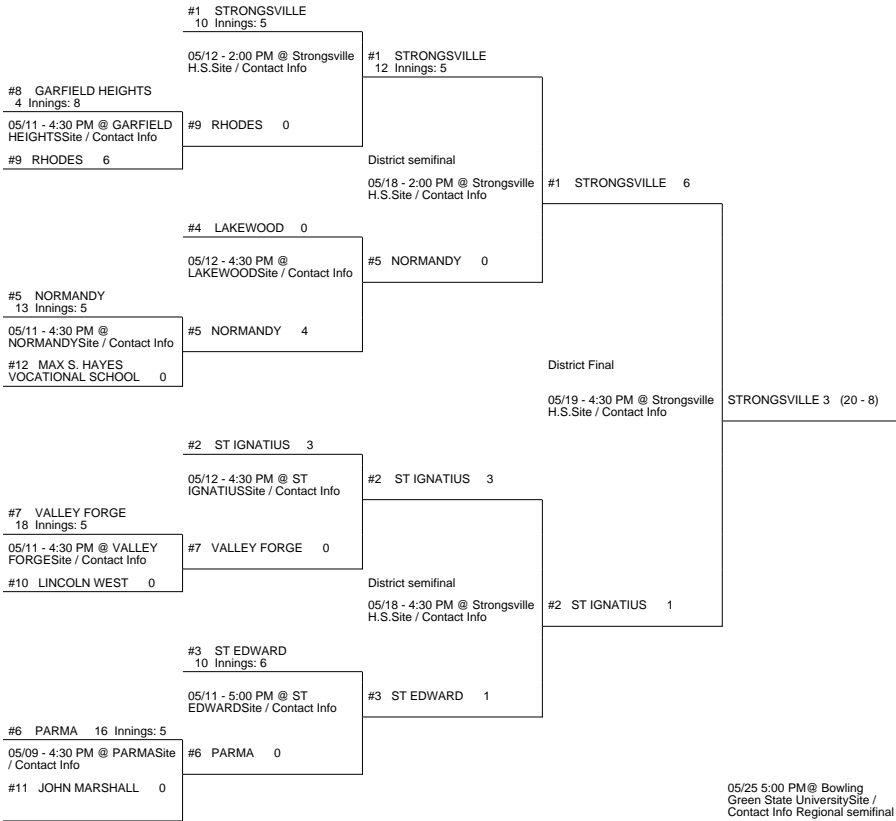 #1 STRONGSVILLE
10 Innings: 5
05/12 - 2:00 PM @ Strongsville
H.S.Site / Contact Info
#1 STRONGSVILLE
12 Innings: 5
#8 GARFIELD HEIGHTS
4 Innings: 8
05/11 - 4:30 PM @ GARFIELD
HEIGHTSSite / Contact Info
#9 RHODES 0
#9 RHODES 6
District semifinal
05/18 - 2:00 PM @ Strongsville
H.S.Site / Contact Info
#1 STRONGSVILLE 6
#4 LAKEWOOD 0
05/12 - 4:30 PM @
LAKEWOODSite / Contact Info
#5 NORMANDY 0
#5 NORMANDY
13 Innings: 5
05/11 - 4:30 PM @
NORMANDYSite / Contact Info
#5 NORMANDY 4
#12 MAX S. HAYES
VOCATIONAL SCHOOL 0
District Final
05/19 - 4:30 PM @ Strongsville
H.S.Site / Contact Info
STRONGSVILLE 3 (20 - 8)
#2 ST IGNATIUS 3
05/12 - 4:30 PM @ ST
IGNATIUSSite / Contact Info
#2 ST IGNATIUS 3
#7 VALLEY FORGE
18 Innings: 5
05/11 - 4:30 PM @ VALLEY
FORGESite / Contact Info
#7 VALLEY FORGE 0
#10 LINCOLN WEST 0
District semifinal
05/18 - 4:30 PM @ Strongsville
H.S.Site / Contact Info
#2 ST IGNATIUS 1
#3 ST EDWARD
10 Innings: 6
05/11 - 5:00 PM @ ST
EDWARDSite / Contact Info
#3 ST EDWARD 1
#6 PARMA 16 Innings: 5
05/09 - 4:30 PM @ PARMASite
/ Contact Info
#6 PARMA 0
#11 JOHN MARSHALL 0
05/25 5:00 PM@ Bowling
Green State UniversitySite /
Contact Info Regional semifinal